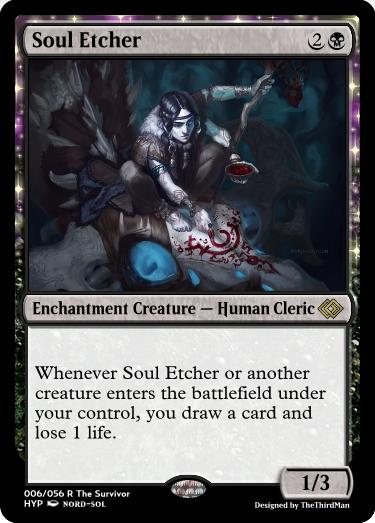 Soul Etcher 2
Enchantment Creature — Human Cleric
Whenever Soul Etcher or another
creature enters the battlefield under
your control, you draw a card and
lose 1 life.
1/3
006/056 R The Survivor
HYP NORD-SOL
Designed by TheThirdMan